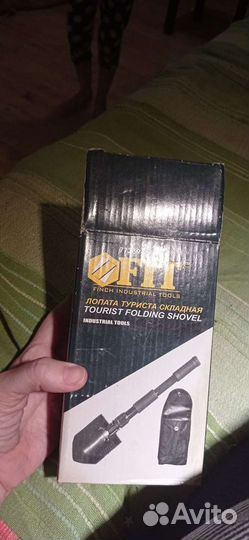 FIT
FINCH INDUSTRIAL TOOLS
ЛОПАТА ТУРИСТА СКЛАДНАЯ
TOURIST FOLDING SHOVEL
INDUSTRIAL TOOLS
Avito